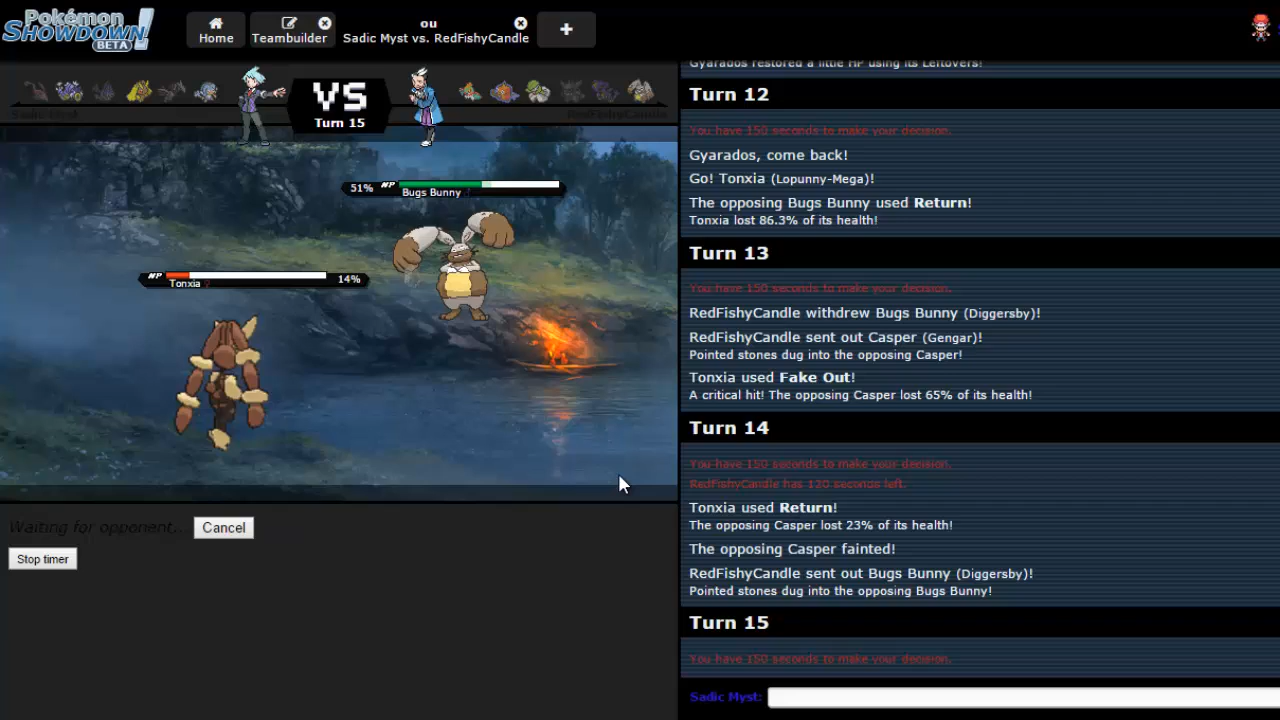 Pokémon
SHOWDOWN!
BETA
Home
Teambuilder
ou
Sadic Myst vs. RedFishyCandle
+
VS
Turn 15
51%
HP
Bugs Bunny
HP
Tonxia
14%
Waiting for opponent...
Cancel
Stop timer
Gyarados restored a little HP using its Leftovers!
Turn 12
You have 150 seconds to make your decision.
Gyarados, come back!
Go! Tonxia (Lopunny-Mega)!
The opposing Bugs Bunny used Return!
Tonxia lost 86.3% of its health!
Turn 13
You have 150 seconds to make your decision.
RedFishyCandle withdrew Bugs Bunny (Diggersby)!
RedFishyCandle sent out Casper (Gengar)!
Pointed stones dug into the opposing Casper!
Tonxia used Fake Out!
A critical hit! The opposing Casper lost 65% of its health!
Turn 14
You have 150 seconds to make your decision.
RedFishyCandle has 120 seconds left.
Tonxia used Return!
The opposing Casper lost 23% of its health!
The opposing Casper fainted!
RedFishyCandle sent out Bugs Bunny (Diggersby)!
Pointed stones dug into the opposing Bugs Bunny!
Turn 15
You have 150 seconds to make your decision.
Sadic Myst: